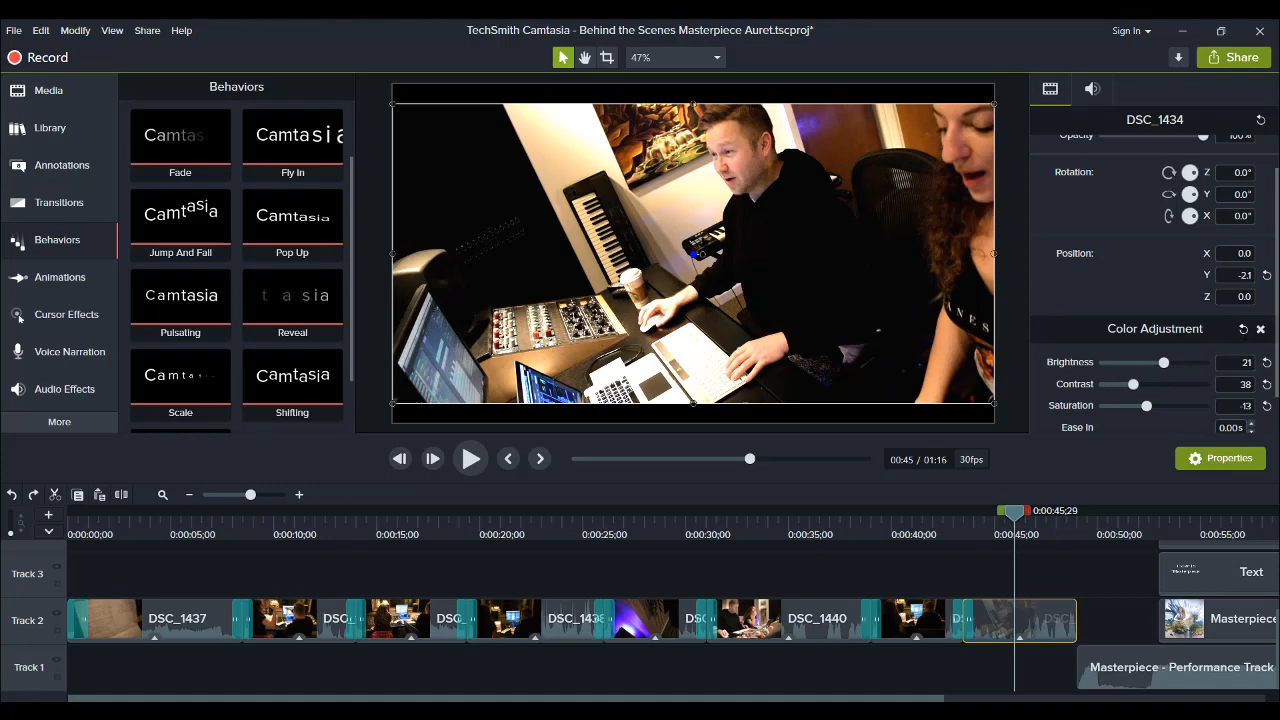 TechSmith Camtasia - Behind the Scenes Masterpiece Auret.tscproj*
File Edit Modify View Share Help
Sign In
Record
47%
Share
Media
Library
Annotations
Transitions
Behaviors
Animations
Cursor Effects
Voice Narration
Audio Effects
More
Behaviors
Camtas
Camtasia
Fade
Fly In
Camtasia
Camtasia
Jump And Fall
Pop Up
Camtasia
t a sia
Pulsating
Reveal
Camtas
Camtasia
Scale
Shifting
DSC_1434
Opacity
100%
Rotation:
Z 0.0°
Y 0.0°
X 0.0°
Position:
X 0.0
Y -2.1
Z 0.0
Color Adjustment
Brightness 21
Contrast 38
Saturation -13
Ease In 0.00s
00:45 / 01:16 30fps
Properties
0:00:45;29
0:00:00;00 0:00:05;00 0:00:10;00 0:00:15;00 0:00:20;00 0:00:25;00 0:00:30;00 0:00:35;00 0:00:40;00 0:00:45;00 0:00:50;00 0:00:55;00
Track 3
Text
Track 2
DSC_1437
DSC_1440
Masterpiece
Track 1
Masterpiece - Performance Track